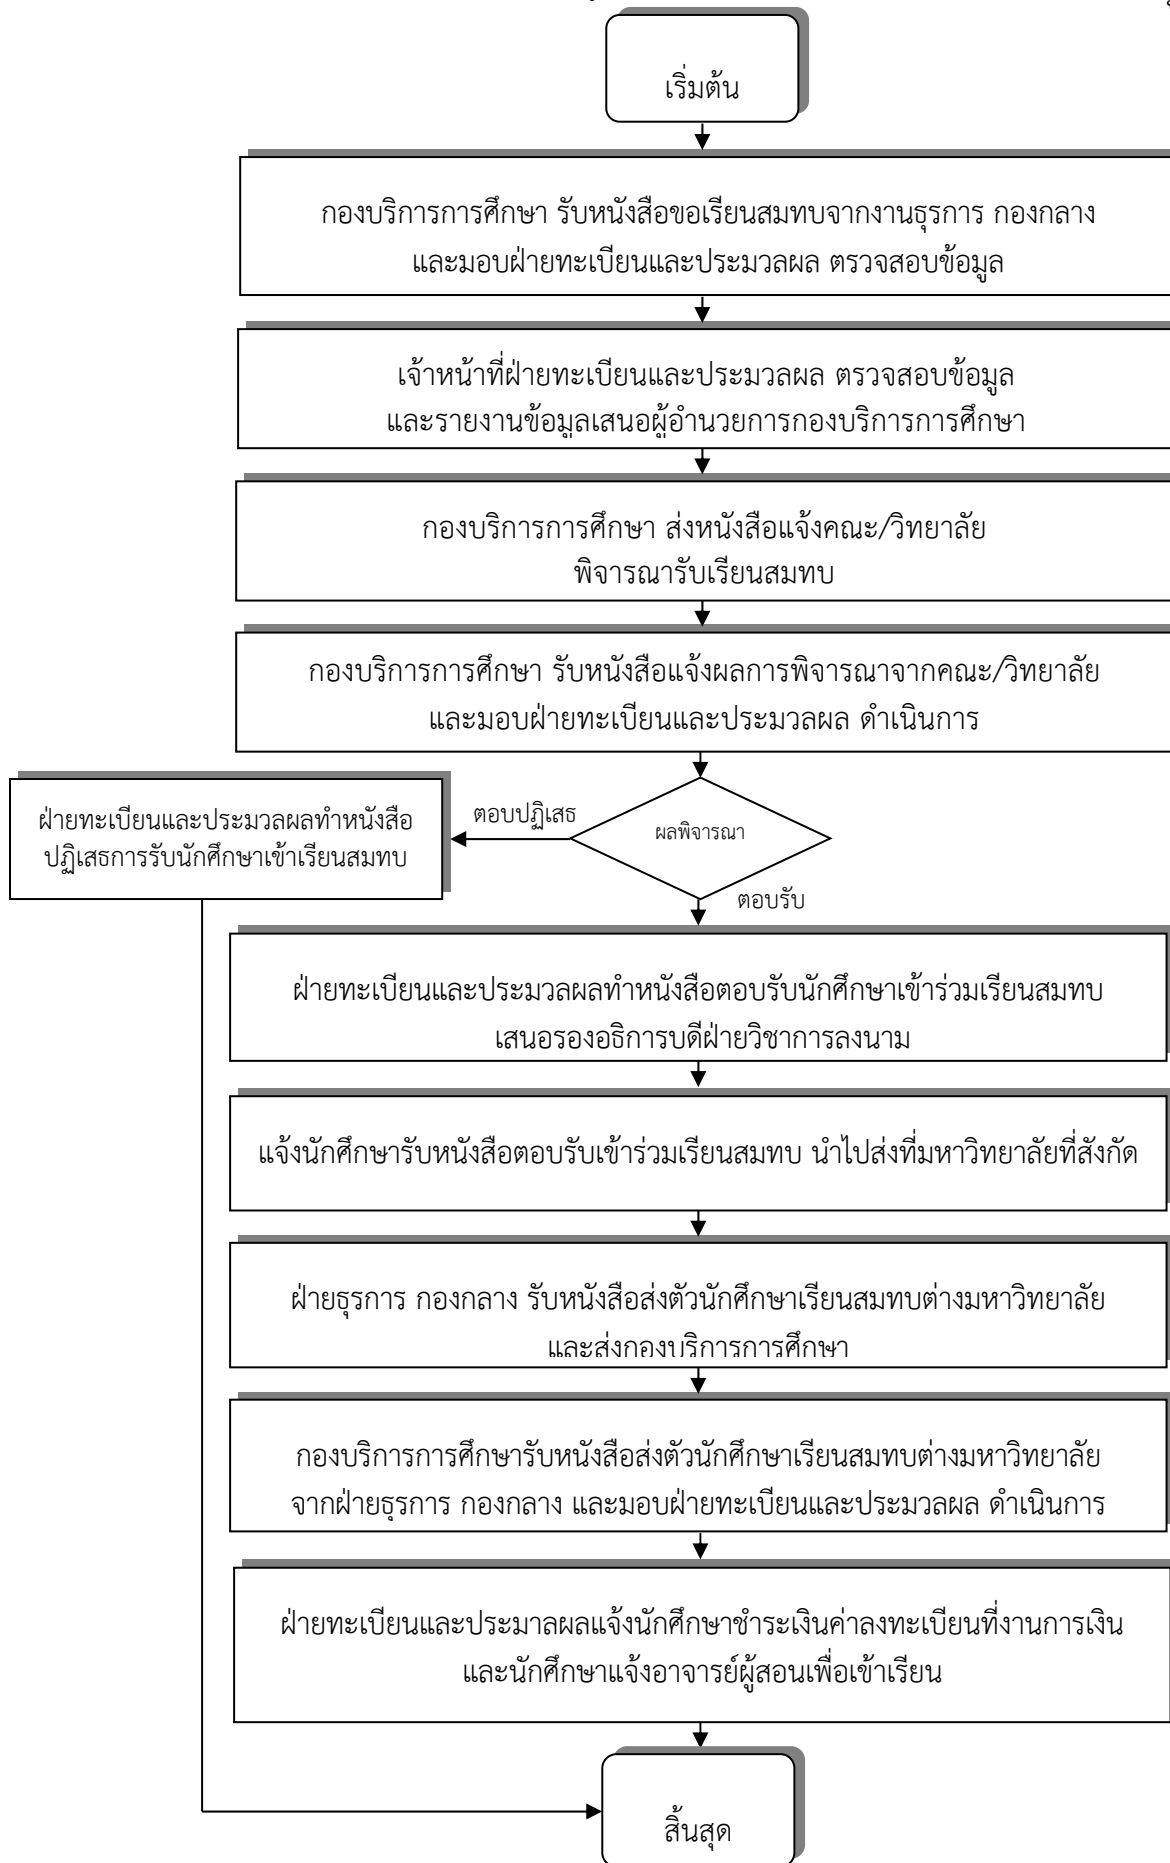 เริ่มต้น
กองบริการการศึกษา รับหนังสือขอเรียนสมทบจากงานธุรการ กองกลาง
และมอบฝ่ายทะเบียนและประมวลผล ตรวจสอบข้อมูล
เจ้าหน้าที่ฝ่ายทะเบียนและประมวลผล ตรวจสอบข้อมูล
และรายงานข้อมูลเสนอผู้อำนวยการกองบริการการศึกษา
กองบริการการศึกษา ส่งหนังสือแจ้งคณะ/วิทยาลัย
พิจารณารับเรียนสมทบ
กองบริการการศึกษา รับหนังสือแจ้งผลการพิจารณาจากคณะ/วิทยาลัย
และมอบฝ่ายทะเบียนและประมวลผล ดำเนินการ
ผลพิจารณา
ตอบปฏิเสธ
ฝ่ายทะเบียนและประมวลผลทำหนังสือ
ปฏิเสธการรับนักศึกษาเข้าเรียนสมทบ
ตอบรับ
ฝ่ายทะเบียนและประมวลผลทำหนังสือตอบรับนักศึกษาเข้าร่วมเรียนสมทบ
เสนอรองอธิการบดีฝ่ายวิชาการลงนาม
แจ้งนักศึกษารับหนังสือตอบรับเข้าร่วมเรียนสมทบ นำไปส่งที่มหาวิทยาลัยที่สังกัด
ฝ่ายธุรการ กองกลาง รับหนังสือส่งตัวนักศึกษาเรียนสมทบต่างมหาวิทยาลัย
และส่งกองบริการการศึกษา
กองบริการการศึกษารับหนังสือส่งตัวนักศึกษาเรียนสมทบต่างมหาวิทยาลัย
จากฝ่ายธุรการ กองกลาง และมอบฝ่ายทะเบียนและประมวลผล ดำเนินการ
ฝ่ายทะเบียนและประมาลผลแจ้งนักศึกษาชำระเงินค่าลงทะเบียนที่งานการเงิน
และนักศึกษาแจ้งอาจารย์ผู้สอนเพื่อเข้าเรียน
สิ้นสุด